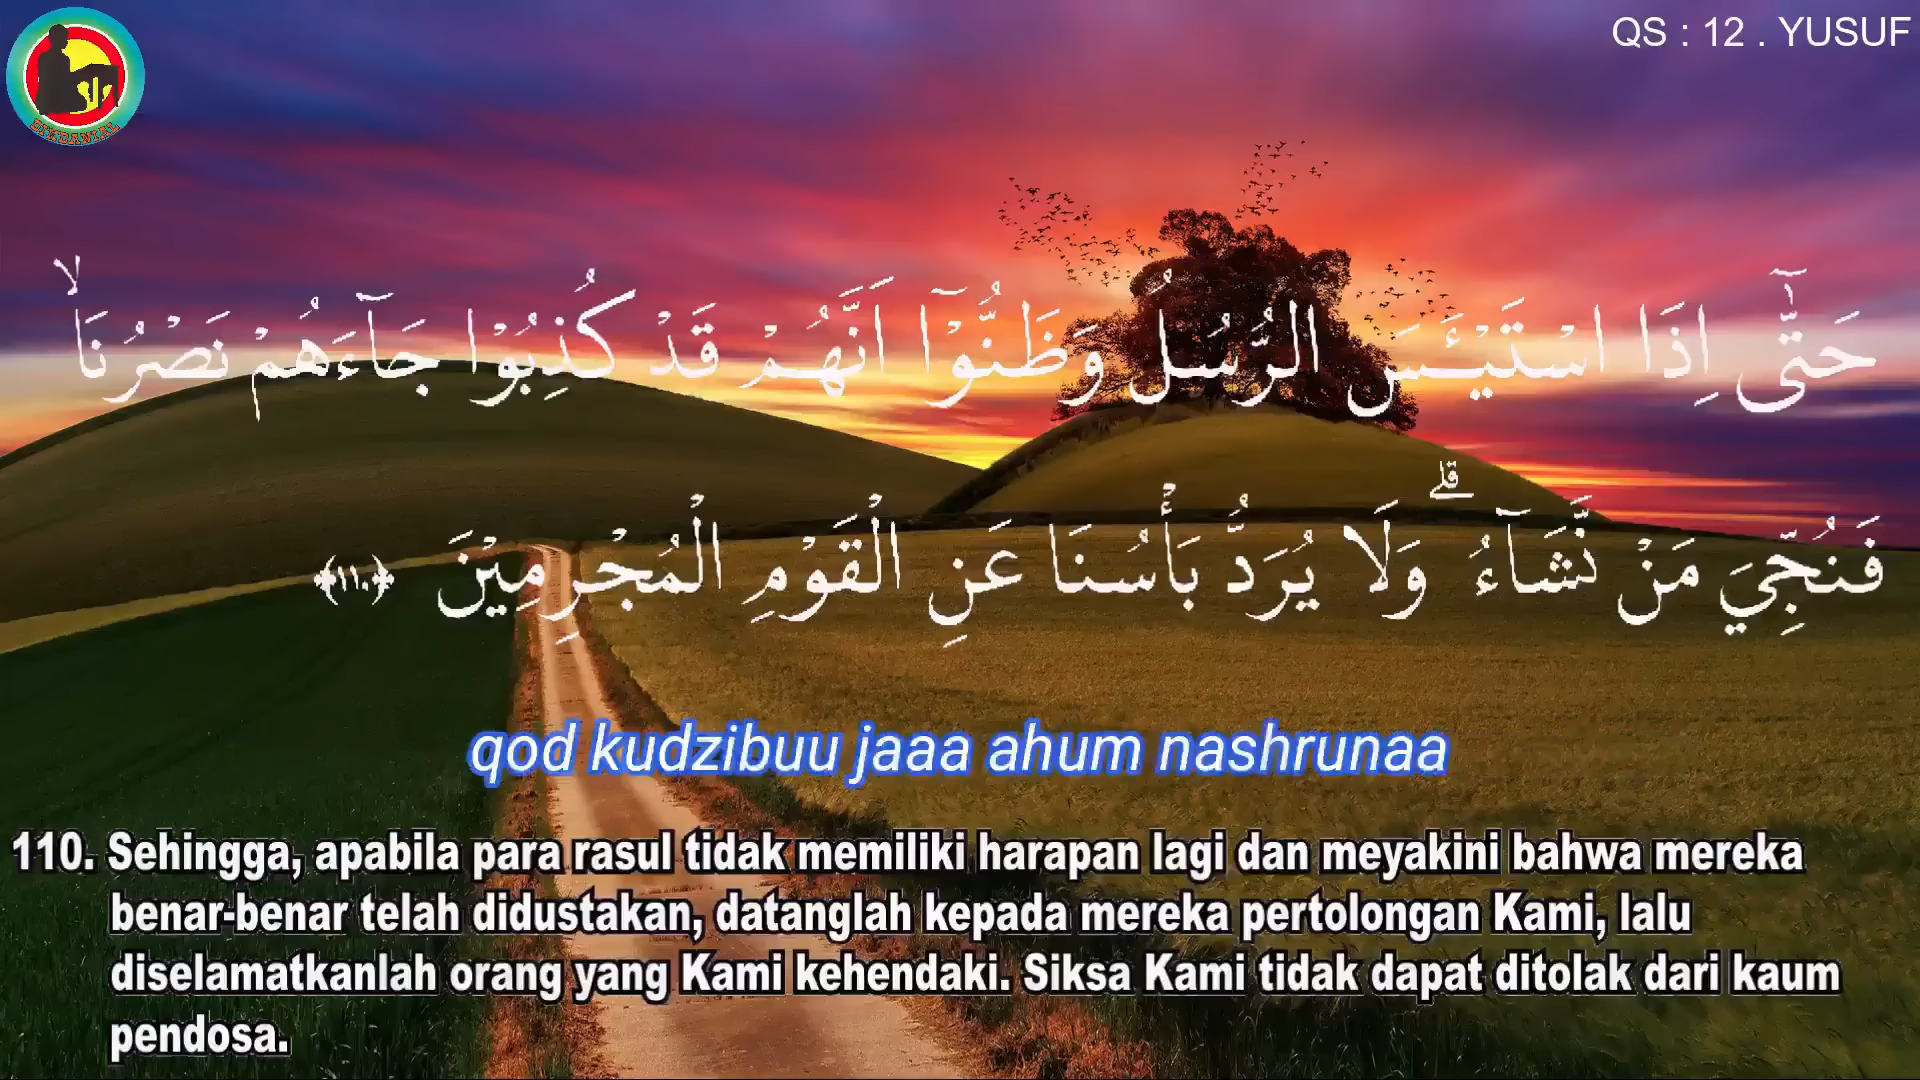 QS : 12 . YUSUF
DIKDANIAL
حَتّٰٓى اِذَا اسْتَيْـَٔسَ الرُّسُلُ وَظَنُّوْٓا اَنَّهُمْ قَدْ كُذِبُوْا جَاۤءَهُمْ نَصْرُنَاۙ
فَنُجِّيَ مَنْ نَّشَاۤءُ ۗوَلَا يُرَدُّ بَأْسُنَا عَنِ الْقَوْمِ الْمُجْرِمِيْنَ ﴿١١٠﴾
qod kudzibuu jaaa ahum nashrunaa
110. Sehingga, apabila para rasul tidak memiliki harapan lagi dan meyakini bahwa mereka
benar-benar telah didustakan, datanglah kepada mereka pertolongan Kami, lalu
diselamatkanlah orang yang Kami kehendaki. Siksa Kami tidak dapat ditolak dari kaum
pendosa.